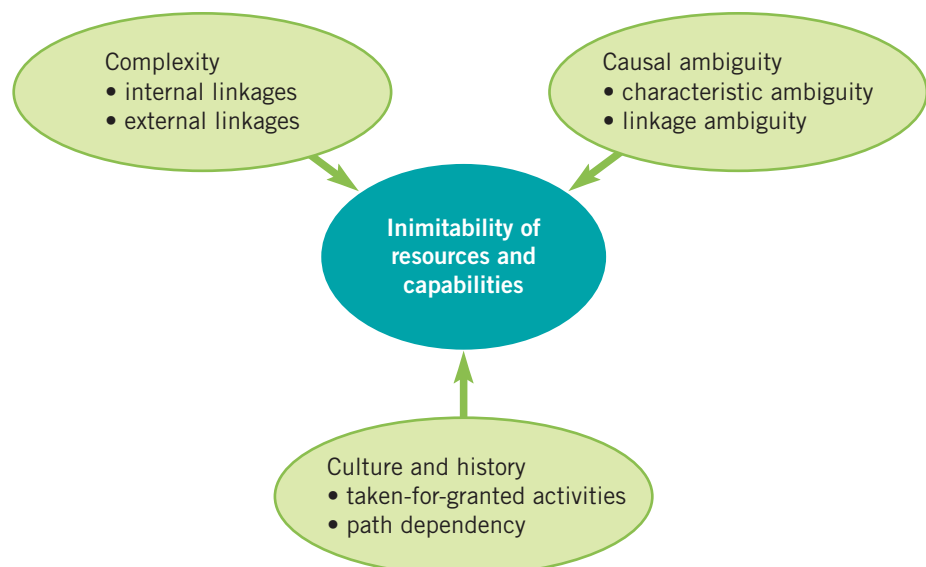 Complexity
• internal linkages
• external linkages
Causal ambiguity
• characteristic ambiguity
• linkage ambiguity
Inimitability of
resources and
capabilities
Culture and history
• taken-for-granted activities
• path dependency